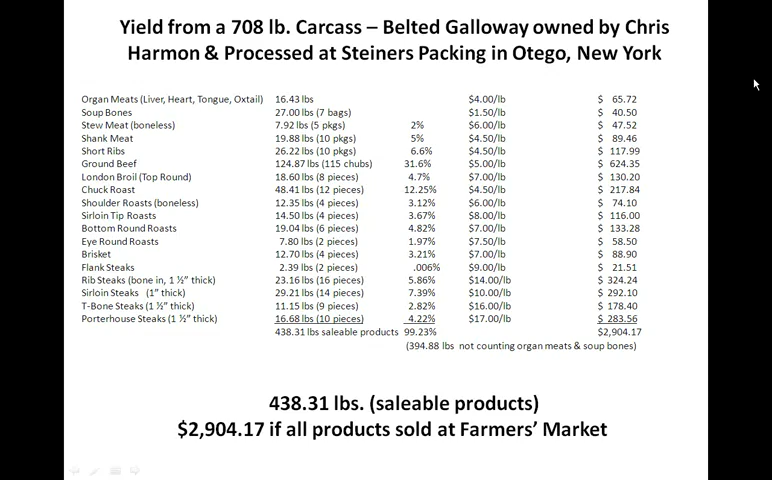 Yield from a 708 lb. Carcass – Belted Galloway owned by Chris
Harmon & Processed at Steiners Packing in Otego, New York
Organ Meats (Liver, Heart, Tongue, Oxtail) 16.43 lbs $4.00/lb $ 65.72
Soup Bones 27.00 lbs (7 bags) $1.50/lb $ 40.50
Stew Meat (boneless) 7.92 lbs (5 pkgs) 2% $6.00/lb $ 47.52
Shank Meat 19.88 lbs (10 pkgs) 5% $4.50/lb $ 89.46
Short Ribs 26.22 lbs (10 pkgs) 6.6% $4.50/lb $ 117.99
Ground Beef 124.87 lbs (115 chubs) 31.6% $5.00/lb $ 624.35
London Broil (Top Round) 18.60 lbs (8 pieces) 4.7% $7.00/lb $ 130.20
Chuck Roast 48.41 lbs (12 pieces) 12.25% $4.50/lb $ 217.84
Shoulder Roasts (boneless) 12.35 lbs (4 pieces) 3.12% $6.00/lb $ 74.10
Sirloin Tip Roasts 14.50 lbs (4 pieces) 3.67% $8.00/lb $ 116.00
Bottom Round Roasts 19.04 lbs (6 pieces) 4.82% $7.00/lb $ 133.28
Eye Round Roasts 7.80 lbs (2 pieces) 1.97% $7.50/lb $ 58.50
Brisket 12.70 lbs (4 pieces) 3.21% $7.00/lb $ 88.90
Flank Steaks 2.39 lbs (2 pieces) .006% $9.00/lb $ 21.51
Rib Steaks (bone in, 1 ½” thick) 23.16 lbs (16 pieces) 5.86% $14.00/lb $ 324.24
Sirloin Steaks (1” thick) 29.21 lbs (14 pieces) 7.39% $10.00/lb $ 292.10
T-Bone Steaks (1 ½” thick) 11.15 lbs (9 pieces) 2.82% $16.00/lb $ 178.40
Porterhouse Steaks (1 ½” thick) 16.68 lbs (10 pieces) 4.22% $17.00/lb $ 283.56
438.31 lbs saleable products 99.23% $2,904.17
(394.88 lbs not counting organ meats & soup bones)
438.31 lbs. (saleable products)
$2,904.17 if all products sold at Farmers’ Market